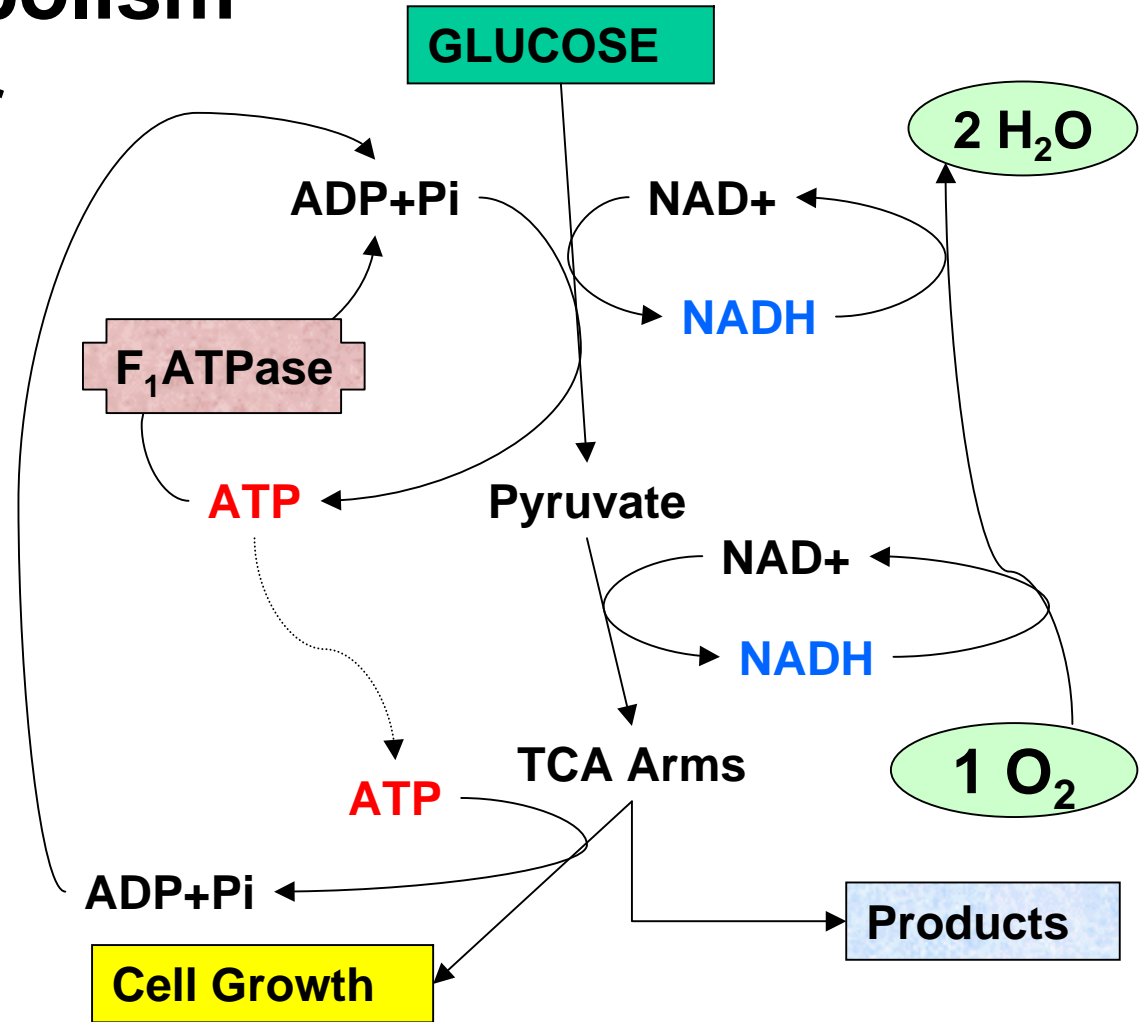 GLUCOSE
2 H₂O
ADP+Pi
NAD+
NADH
F₁ATPase
ATP
Pyruvate
NAD+
NADH
TCA Arms
1 O₂
ATP
ADP+Pi
Products
Cell Growth